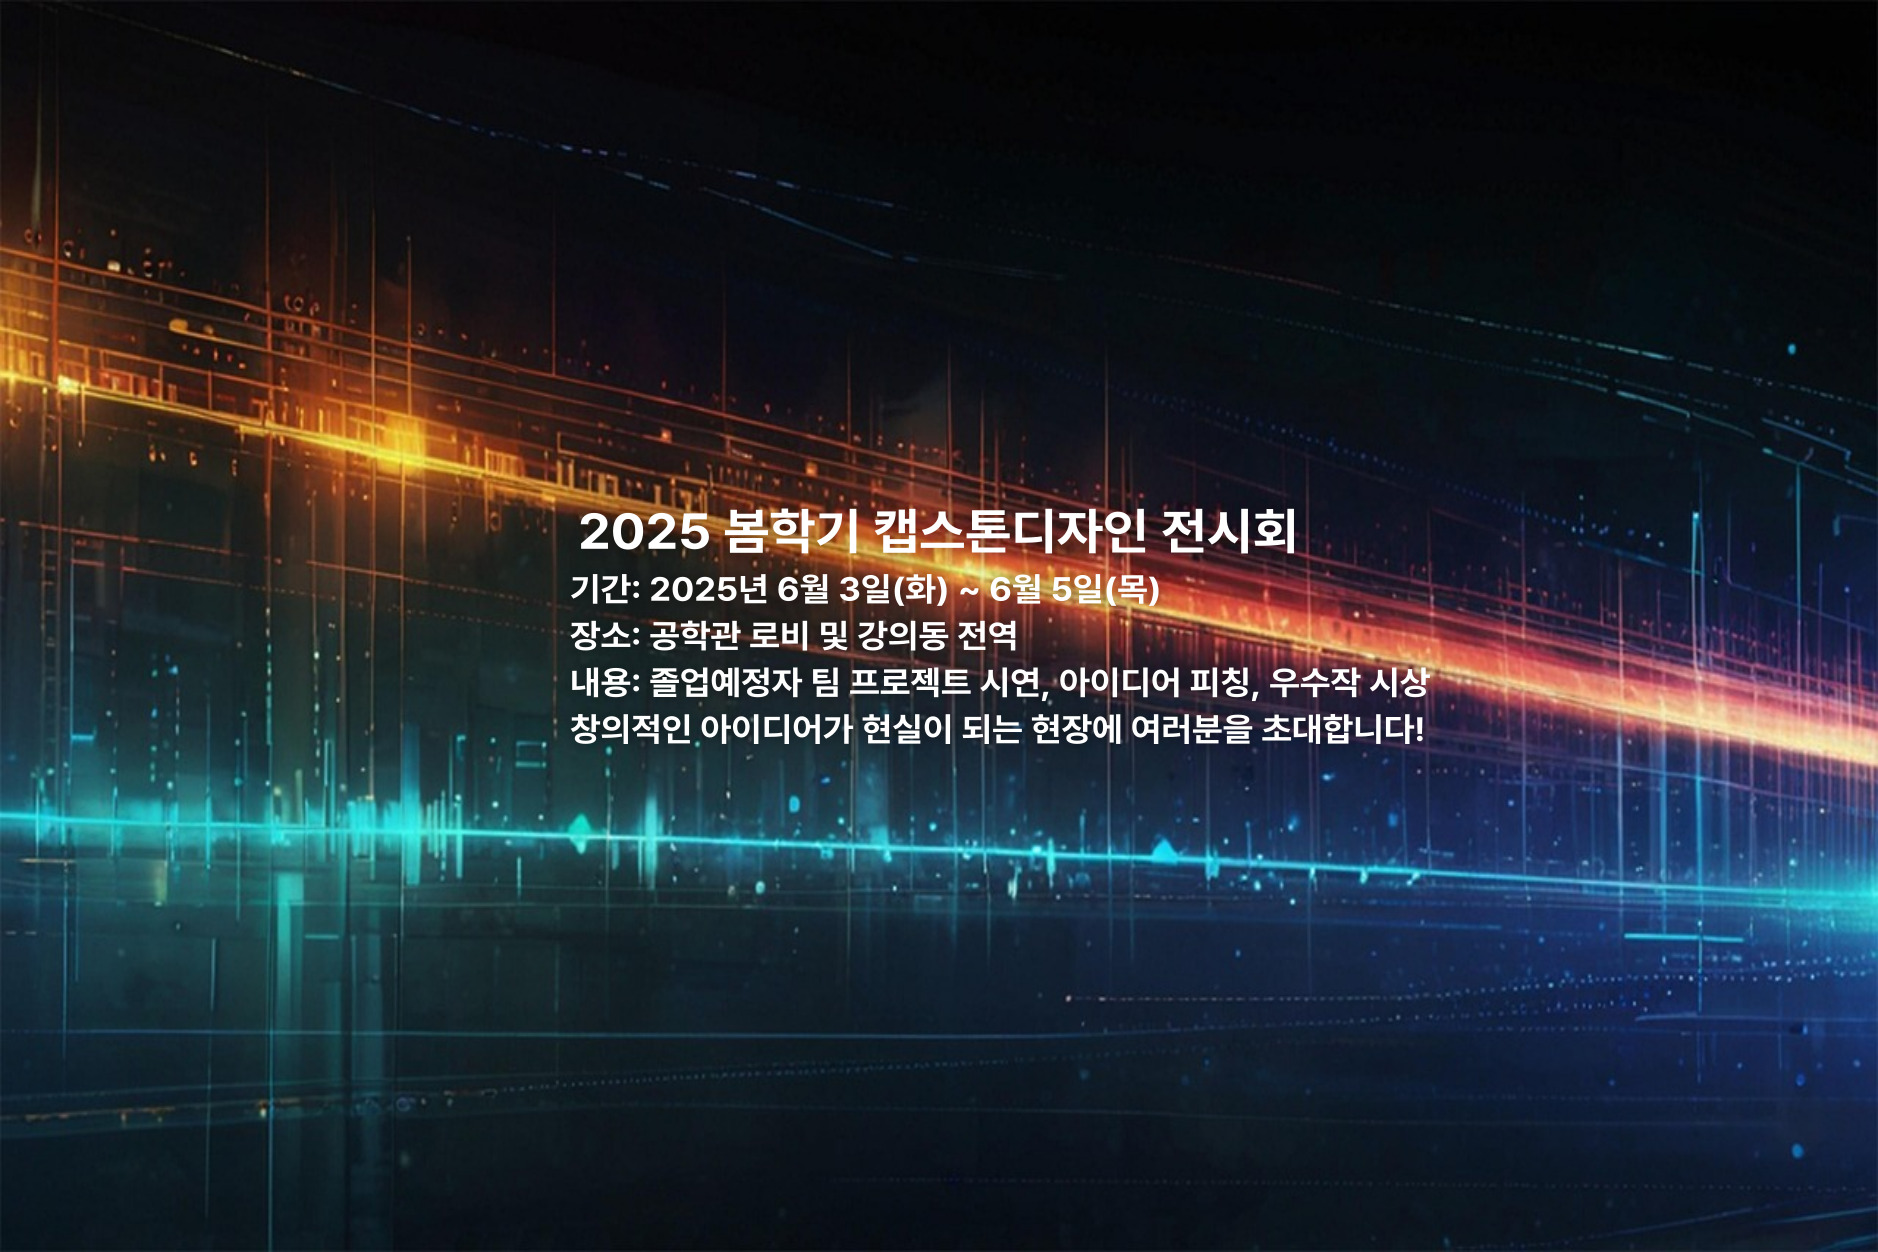 2025 봄학기 캡스톤디자인 전시회
기간: 2025년 6월 3일(화) ~ 6월 5일(목)
장소: 공학관 로비 및 강의동 전역
내용: 졸업예정자 팀 프로젝트 시연, 아이디어 피칭, 우수작 시상
창의적인 아이디어가 현실이 되는 현장에 여러분을 초대합니다!